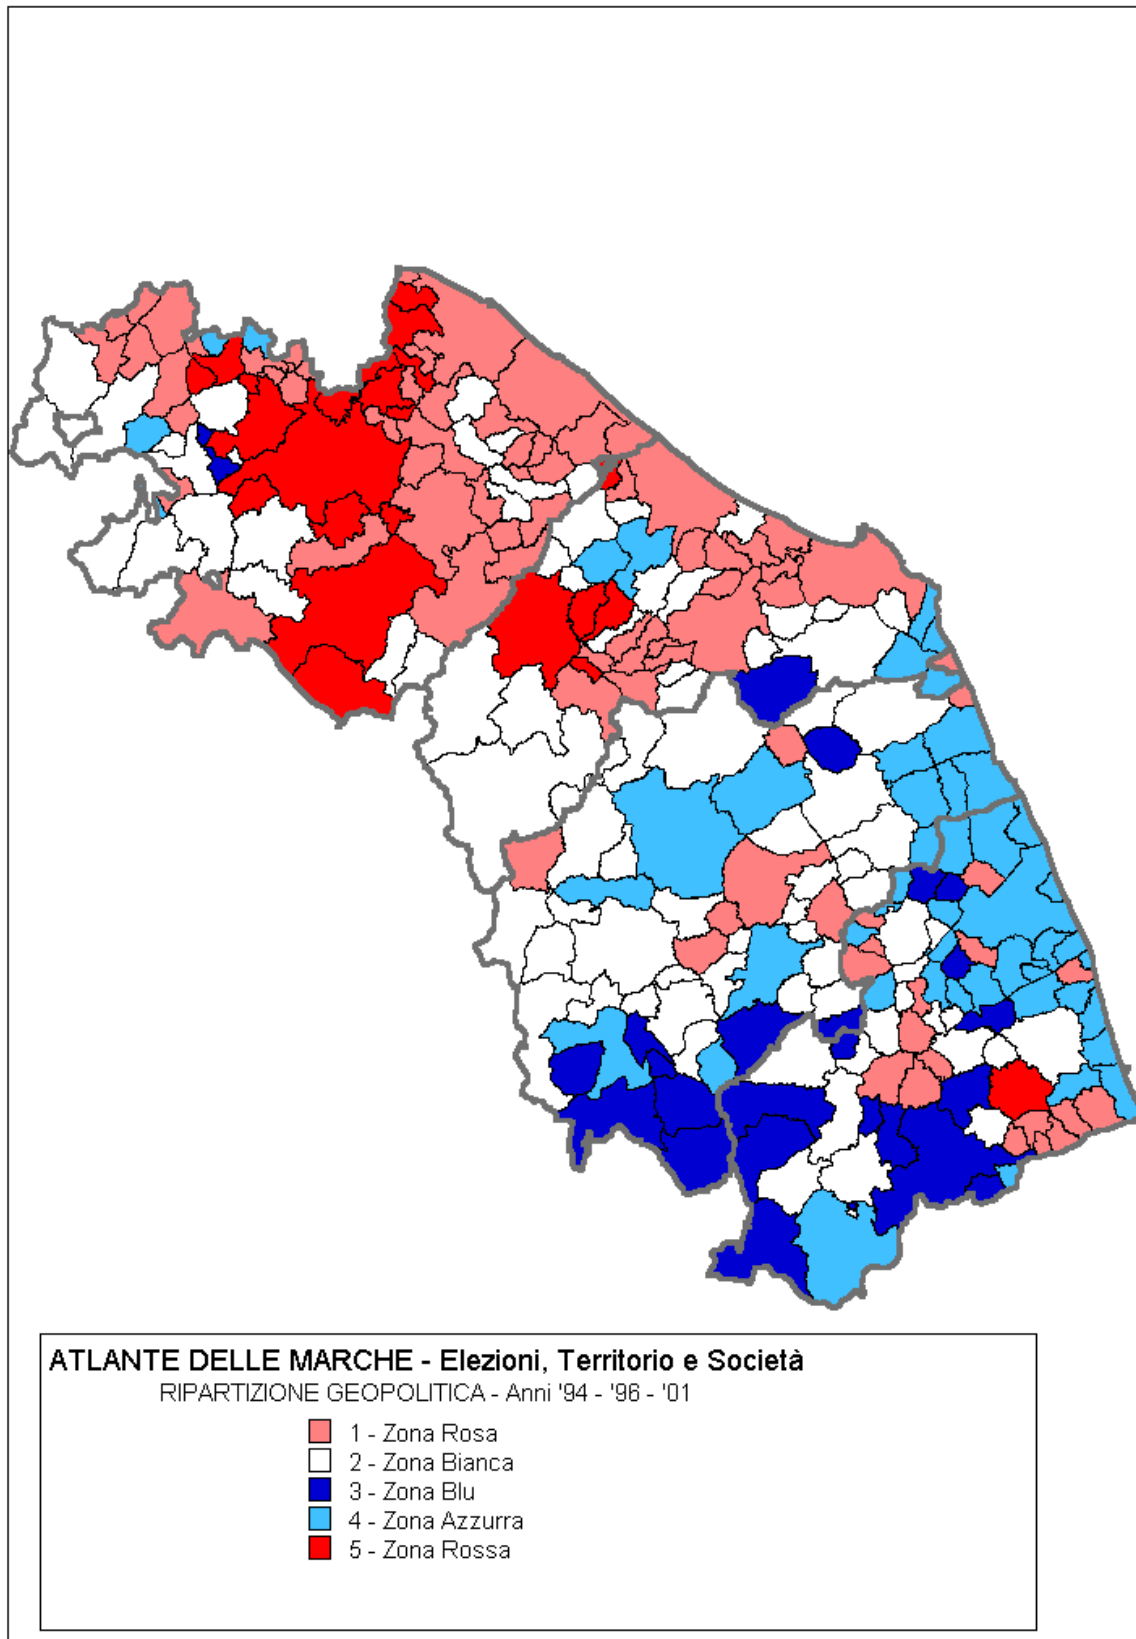 ATLANTE DELLE MARCHE - Elezioni, Territorio e Società
RIPARTIZIONE GEOPOLITICA - Anni '94 - '96 - '01
1 - Zona Rosa
2 - Zona Bianca
3 - Zona Blu
4 - Zona Azzurra
5 - Zona Rossa